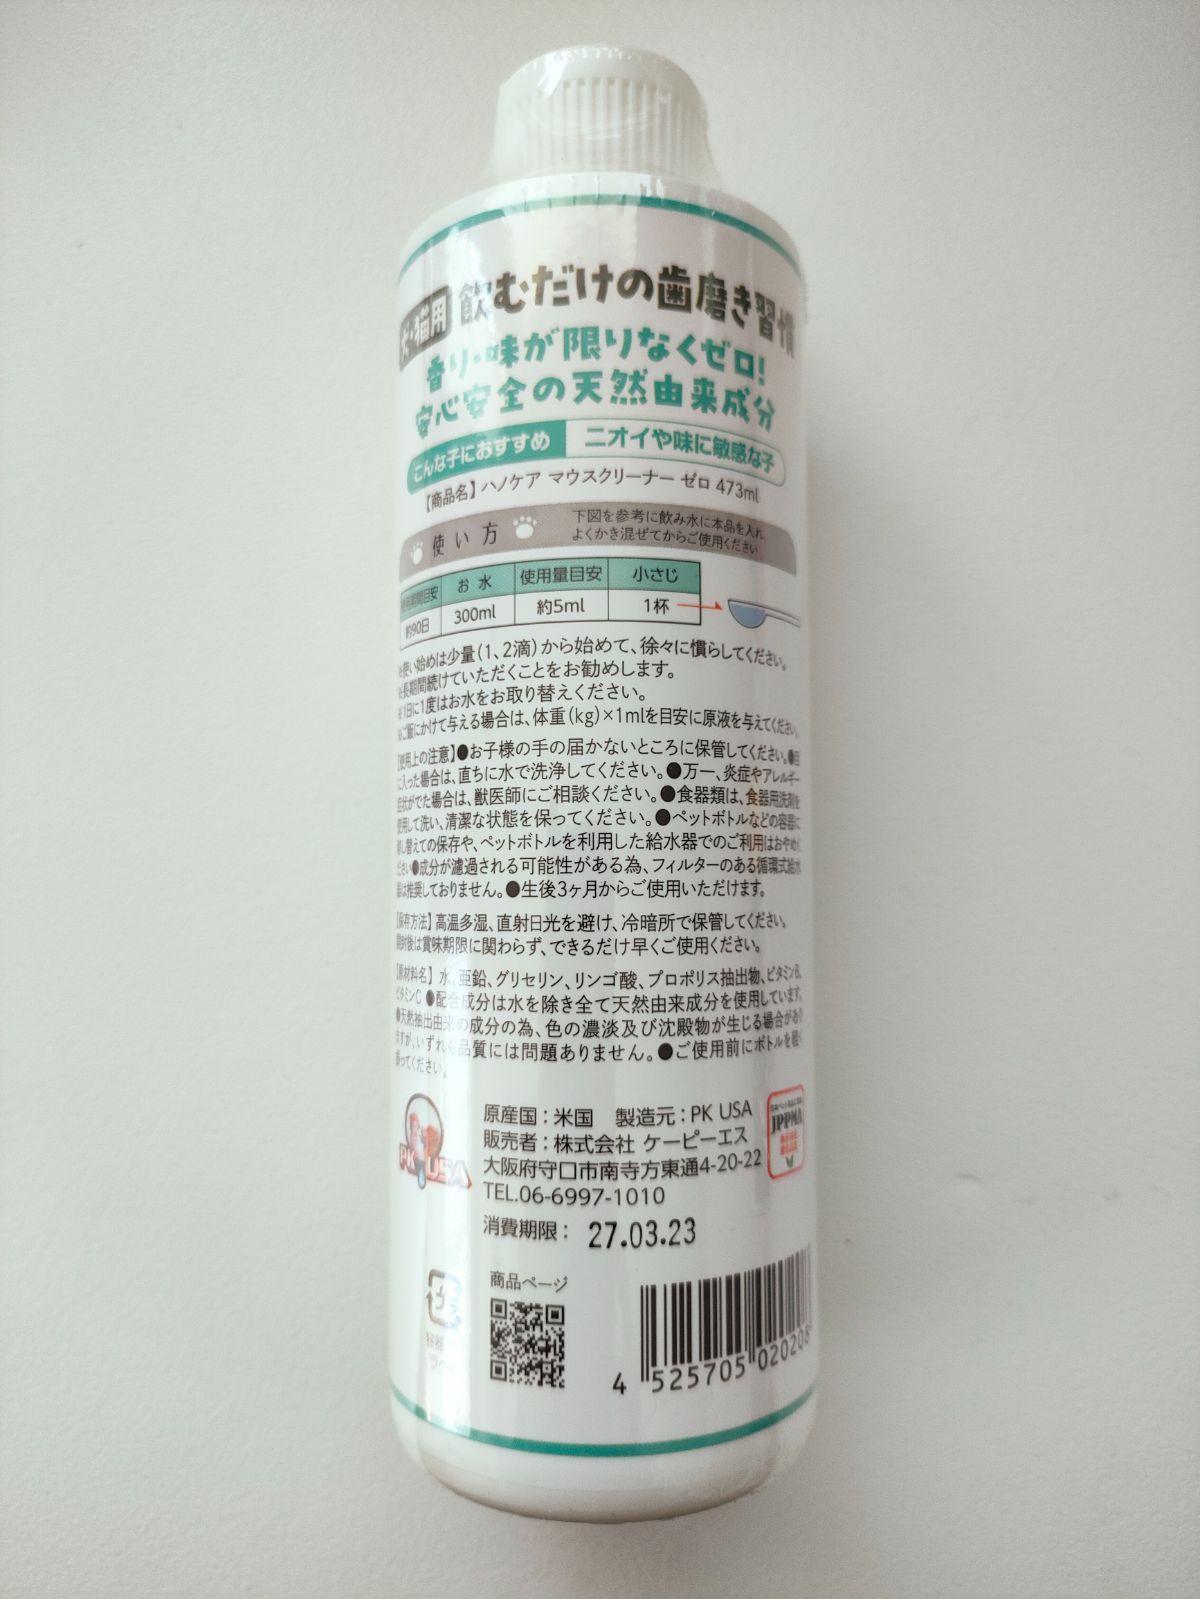 犬・猫用 飲むだけの歯磨き習慣
香り・味が限りなくゼロ!
安心安全の天然由来成分
こんな子におすすめ ニオイや味に敏感な子
【商品名】ハノケア マウスクリーナー ゼロ 473ml
使い方 下図を参考に飲み水に本品を入れ、
よくかき混ぜてからご使用ください
使用期間目安 お水 使用量目安 小さじ
約90日 300ml 約5ml 1杯
※使い始めは少量(1、2滴)から始めて、徐々に慣らしてください。
※長期間続けていただくことをお勧めします。
※1日に1度はお水をお取り替えください。
※ご飯にかけて与える場合は、体重(kg)×1mlを目安に原液を与えてください。
【使用上の注意】●お子様の手の届かないところに保管してください。●目
に入った場合は、直ちに水で洗浄してください。●万一、炎症やアレルギー
症状がでた場合は、獣医師にご相談ください。●食器類は、食器用洗剤を
使用して洗い、清潔な状態を保ってください。●ペットボトルなどの容器に
移し替えての保存や、ペットボトルを利用した給水器でのご利用はおやめく
ださい●成分が濾過される可能性がある為、フィルターのある循環式給水
器は推奨しておりません。●生後3ヶ月からご使用いただけます。
【保存方法】高温多湿、直射日光を避け、冷暗所で保管してください。
開封後は賞味期限に関わらず、できるだけ早くご使用ください。
【原材料名】水、亜鉛、グリセリン、リンゴ酸、プロポリス抽出物、ビタミンB、
ビタミンC ●配合成分は水を除き全て天然由来成分を使用しています。
●天然抽出由来の成分の為、色の濃淡及び沈殿物が生じる場合があり
ますが、いずれも品質には問題ありません。●ご使用前にボトルを軽く
振ってください。
PK USA
原産国:米国 製造元:PK USA
販売者:株式会社 ケーピーエス
大阪府守口市南寺方東通4-20-22
TEL.06-6997-1010
JPPMA
消費期限: 27.03.23
商品ページ
プラ
4 525705 020208